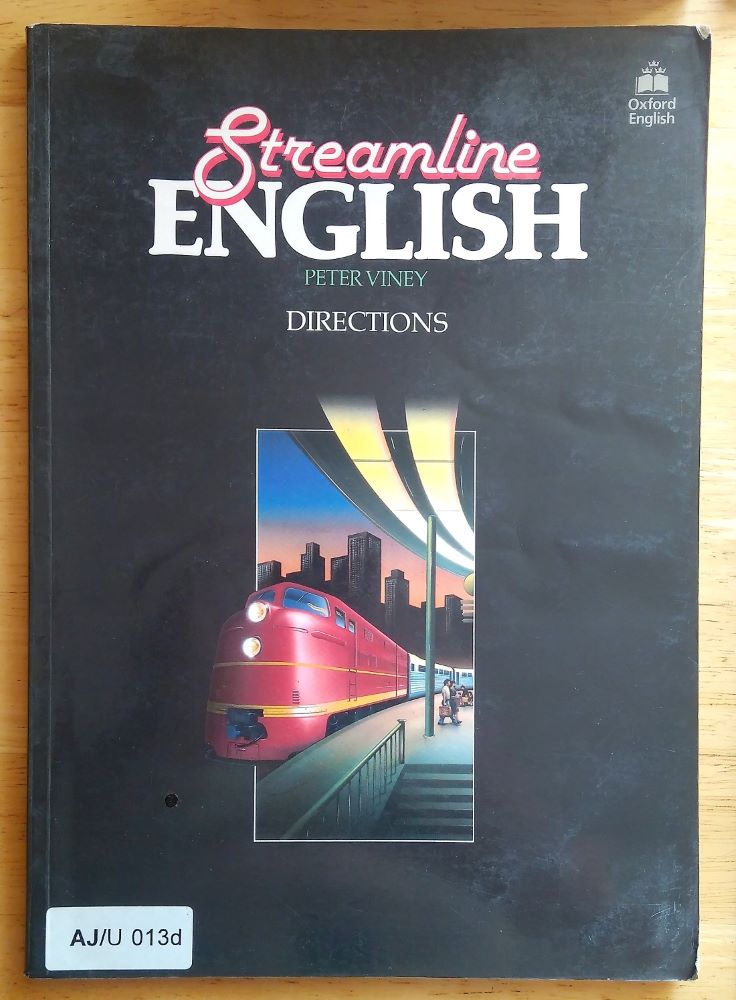 Oxford
English
Streamline
ENGLISH
PETER VINEY
DIRECTIONS
AJ/U 013d